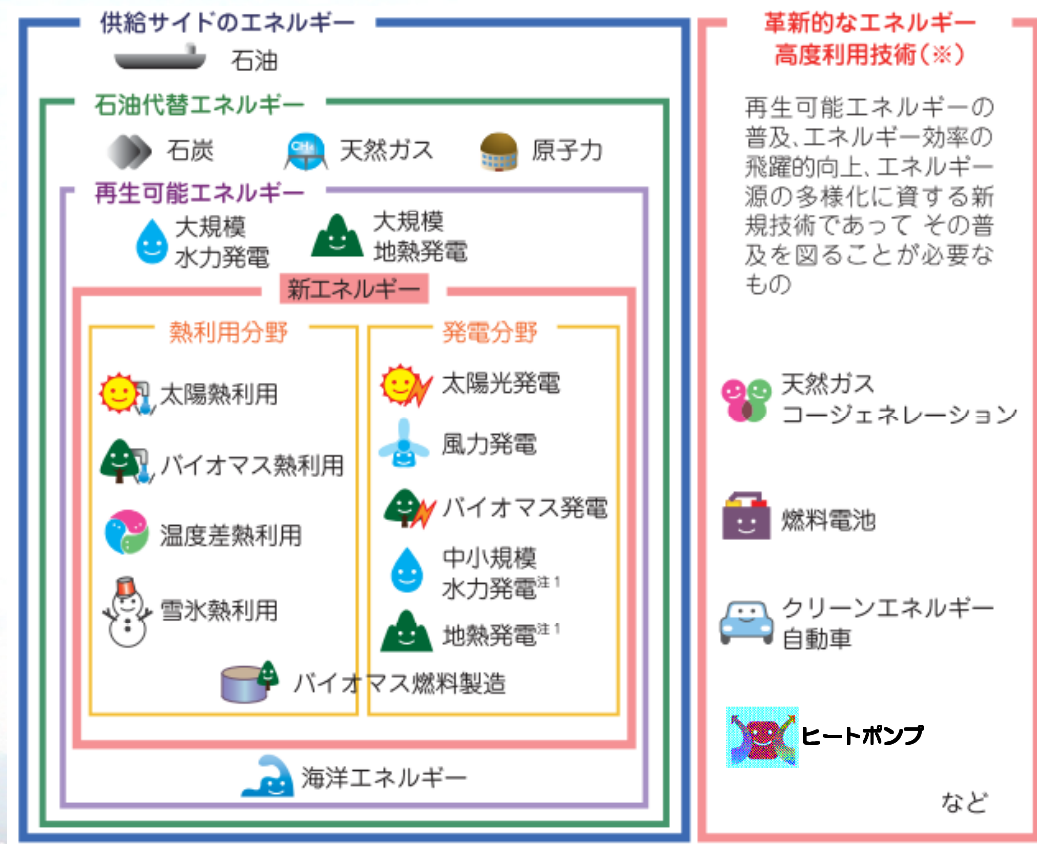 供給サイドのエネルギー
石油
石油代替エネルギー
石炭
CH₄
天然ガス
原子力
再生可能エネルギー
大規模
水力発電
大規模
地熱発電
新エネルギー
熱利用分野
太陽熱利用
バイオマス熱利用
温度差熱利用
雪氷熱利用
発電分野
太陽光発電
風力発電
バイオマス発電
中小規模
水力発電注1
地熱発電注1
バイオマス燃料製造
海洋エネルギー
革新的なエネルギー
高度利用技術(※)
再生可能エネルギーの
普及、エネルギー効率の
飛躍的向上、エネルギー
源の多様化に資する新
規技術であって その普
及を図ることが必要な
もの
天然ガス
コージェネレーション
燃料電池
クリーンエネルギー
自動車
ヒートポンプ
など